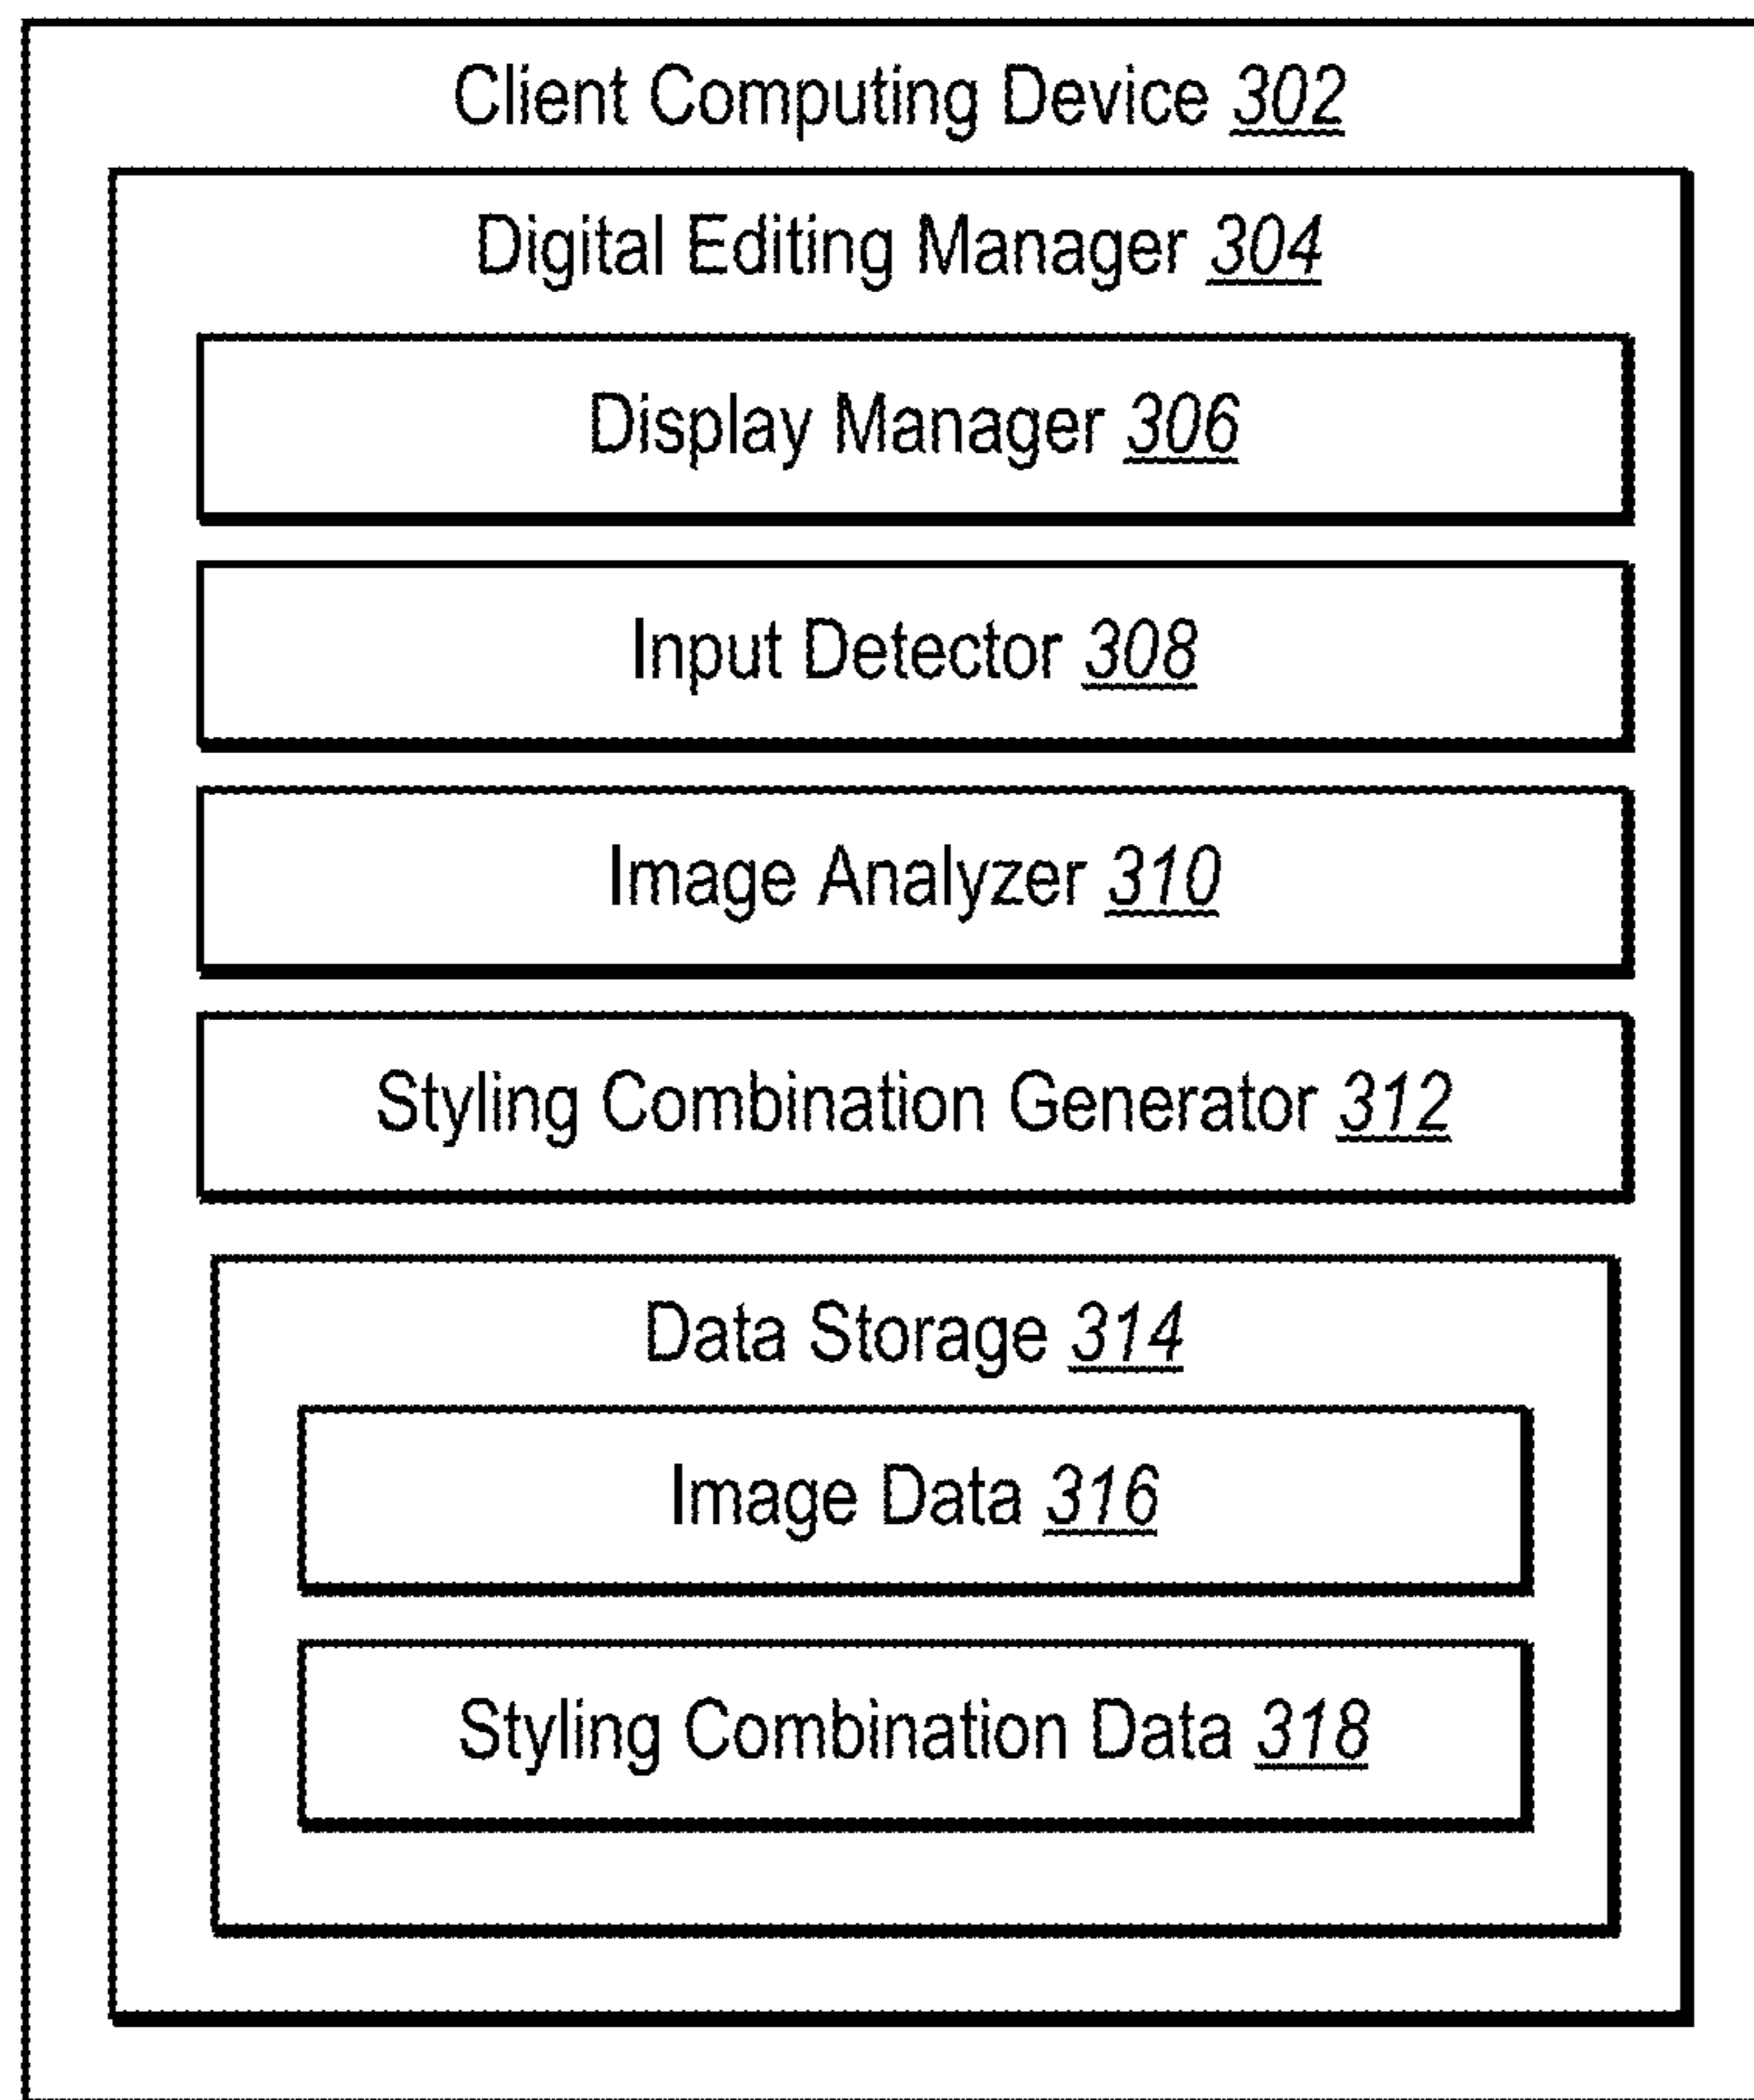 Client Computing Device 302
Digital Editing Manager 304
Display Manager 306
Input Detector 308
Image Analyzer 310
Styling Combination Generator 312
Data Storage 314
Image Data 316
Styling Combination Data 318